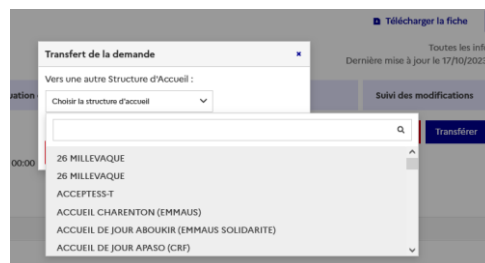 Télécharger la fiche
Toutes les info
Dernière mise à jour le 17/10/2023
Transfert de la demande
×
Vers une autre Structure d'Accueil :
Choisir la structure d'accueil
uation
Suivi des modifications
Transférer
00:00
26 MILLEVAQUE
26 MILLEVAQUE
ACCEPTESS-T
ACCUEIL CHARENTON (EMMAUS)
ACCUEIL DE JOUR ABOUKIR (EMMAUS SOLIDARITE)
ACCUEIL DE JOUR APASO (CRF)